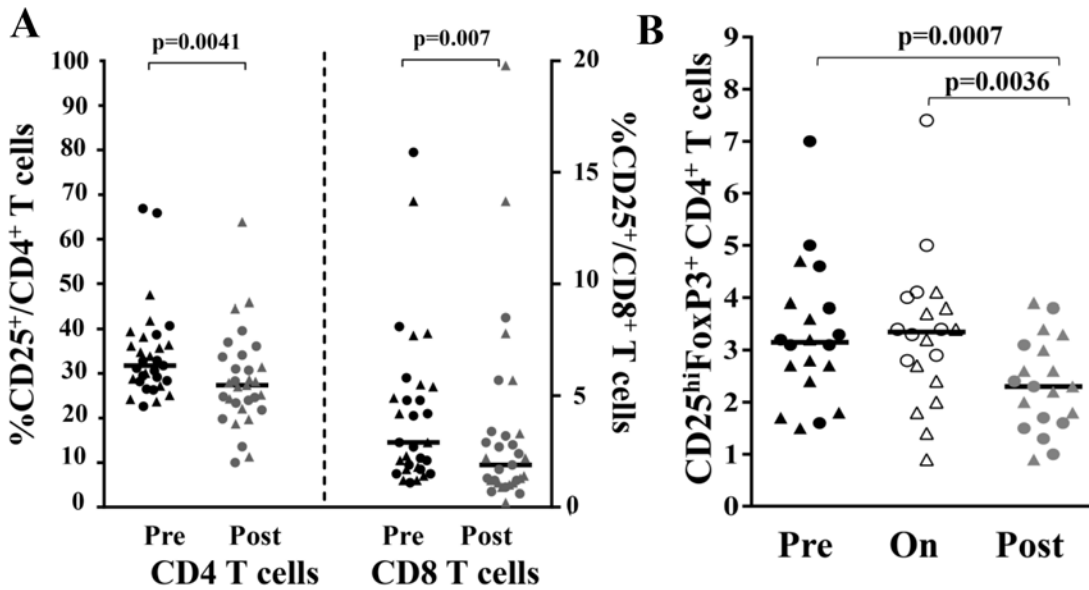 A
p=0.0041
p=0.007
%CD25⁺/CD4⁺ T cells
100
90
80
70
60
50
40
30
20
10
0
20
15
10
5
0
%CD25⁺/CD8⁺ T cells
Pre
Post
Pre
Post
CD4 T cells
CD8 T cells
B
p=0.0007
p=0.0036
CD25ʰⁱFoxP3⁺ CD4⁺ T cells
9
8
7
6
5
4
3
2
1
0
Pre
On
Post